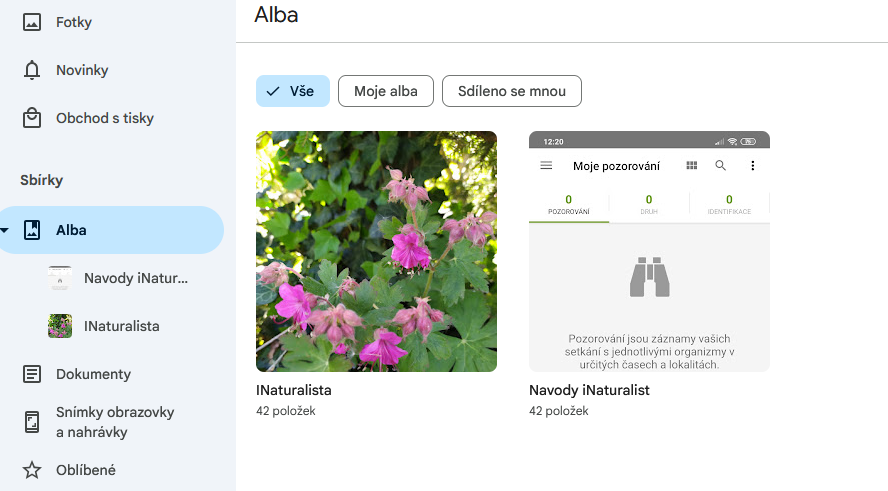 Fotky
Novinky
Obchod s tisky
Sbírky
Alba
Navody iNatur...
INaturalista
Dokumenty
Snímky obrazovky
a nahrávky
Oblíbené
Alba
Vše
Moje alba
Sdíleno se mnou
INaturalista
42 položek
12:20
Moje pozorování
0
POZOROVÁNÍ
0
DRUH
0
IDENTIFIKACE
Pozorování jsou záznamy vašich
setkání s jednotlivými organizmy v
určitých časech a lokalitách.
Navody iNaturalist
42 položek